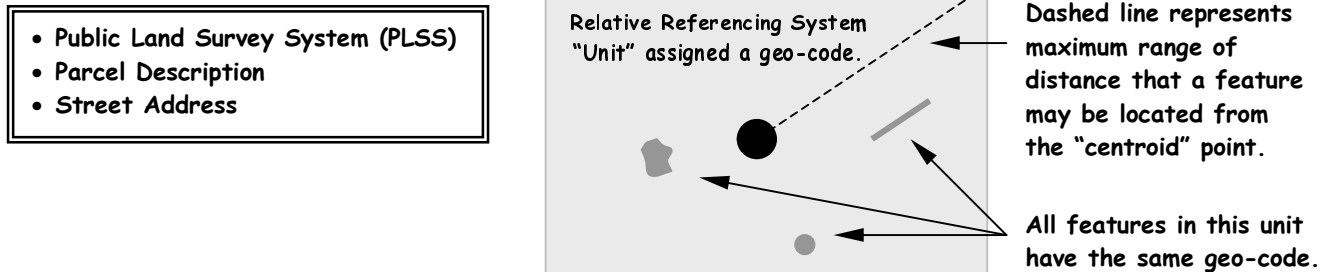 • Public Land Survey System (PLSS)
• Parcel Description
• Street Address
Relative Referencing System
“Unit” assigned a geo-code.
Dashed line represents
maximum range of
distance that a feature
may be located from
the “centroid” point.
All features in this unit
have the same geo-code.